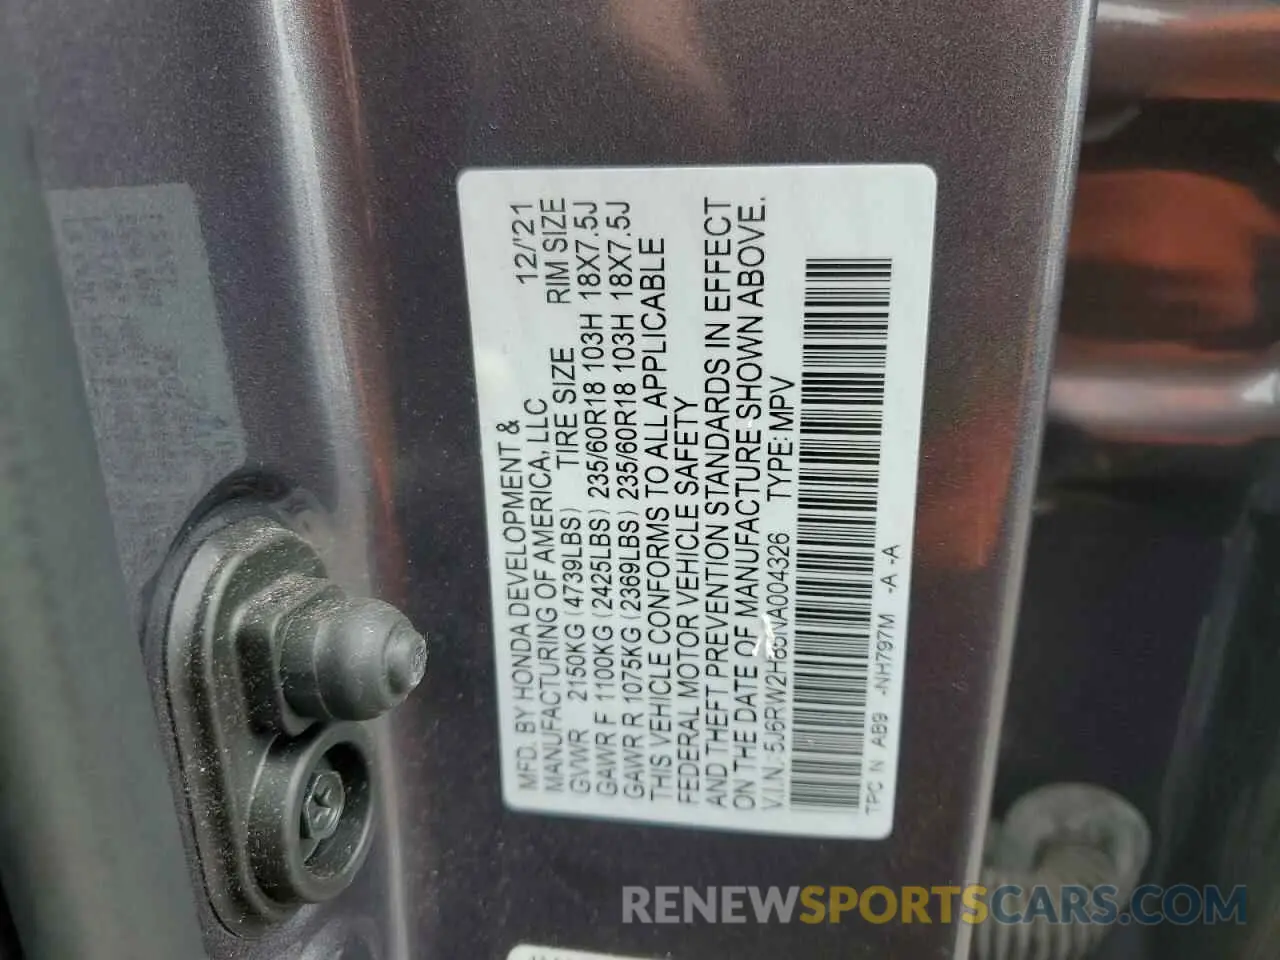 MFD. BY HONDA DEVELOPMENT & 12/'21
MANUFACTURING OF AMERICA, LLC
GVWR 2150KG (4739LBS) TIRE SIZE RIM SIZE
GAWR F 1100KG (2425LBS) 235/60R18 103H 18X7.5J
GAWR R 1075KG (2369LBS) 235/60R18 103H 18X7.5J
THIS VEHICLE CONFORMS TO ALL APPLICABLE
FEDERAL MOTOR VEHICLE SAFETY
AND THEFT PREVENTION STANDARDS IN EFFECT
ON THE DATE OF MANUFACTURE SHOWN ABOVE.
V.I.N.: TYPE: MPV
TPC N AB9 -NH797M -A -A
RENEWSPORTSCARS.COM